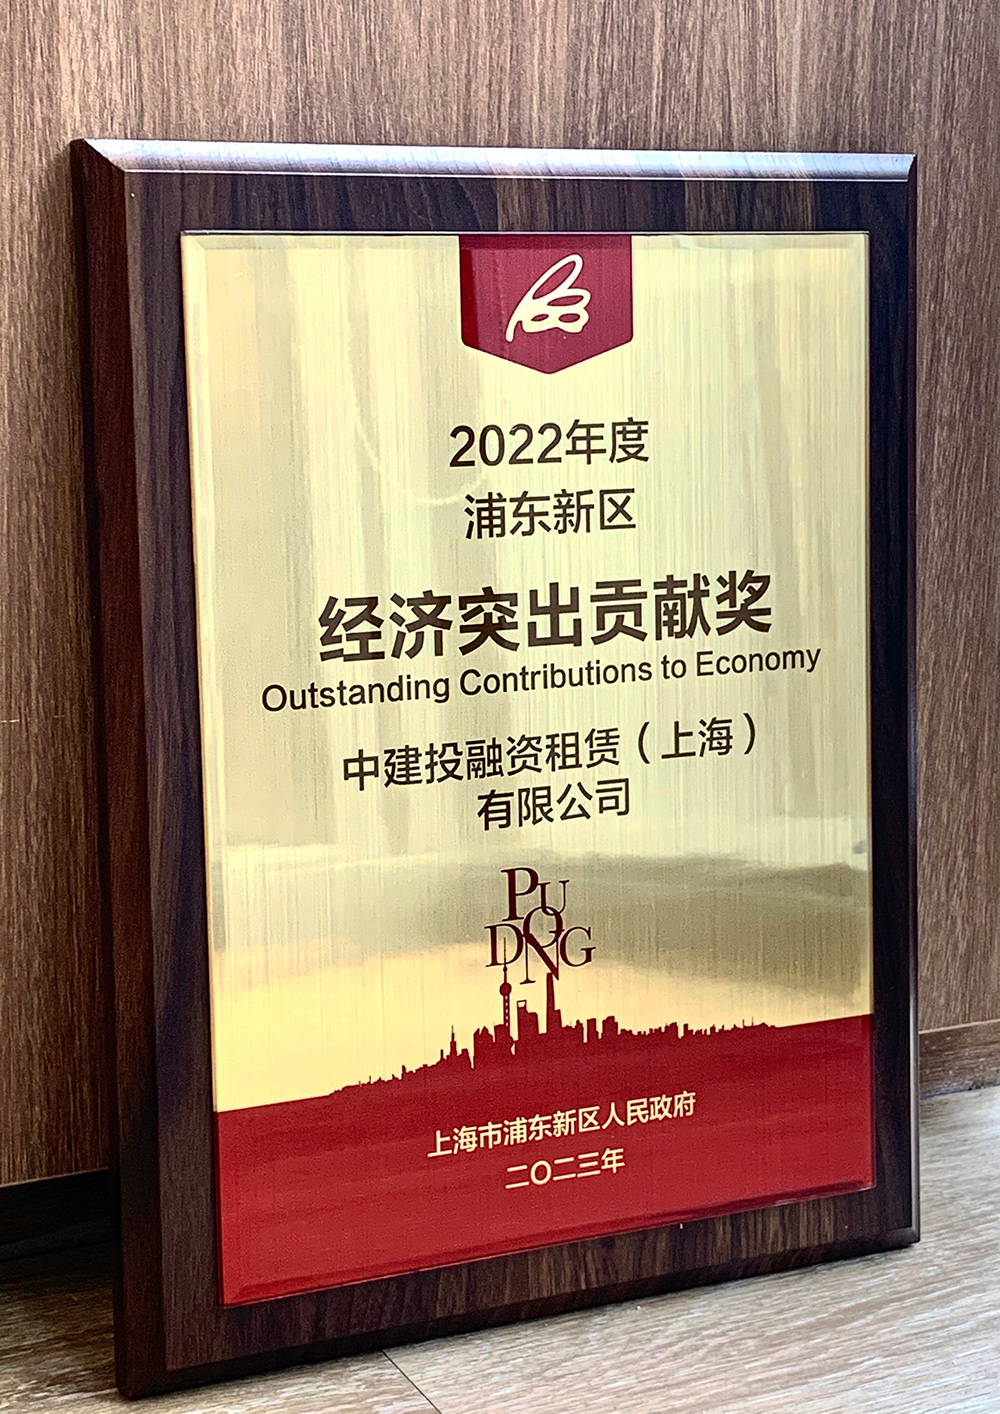 2022年度
浦东新区
经济突出贡献奖
Outstanding Contributions to Economy
中建投融资租赁（上海）
有限公司
PU
DONG
上海市浦东新区人民政府
二〇二三年